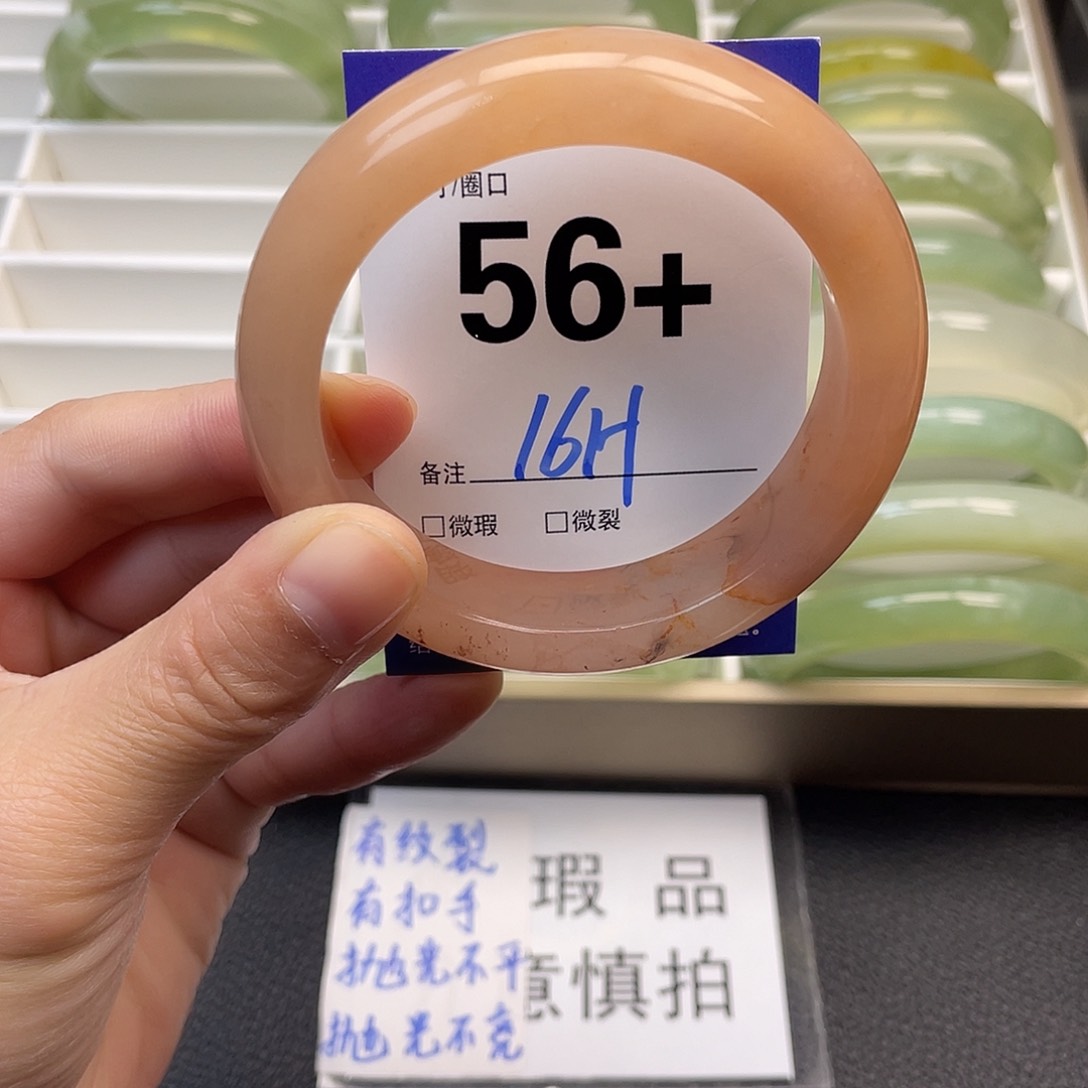 /圈口
56+
备注 16H
□微瑕 □微裂
有纹裂
有扣手
抛光不平
抛光不亮
瑕 品
意慎拍